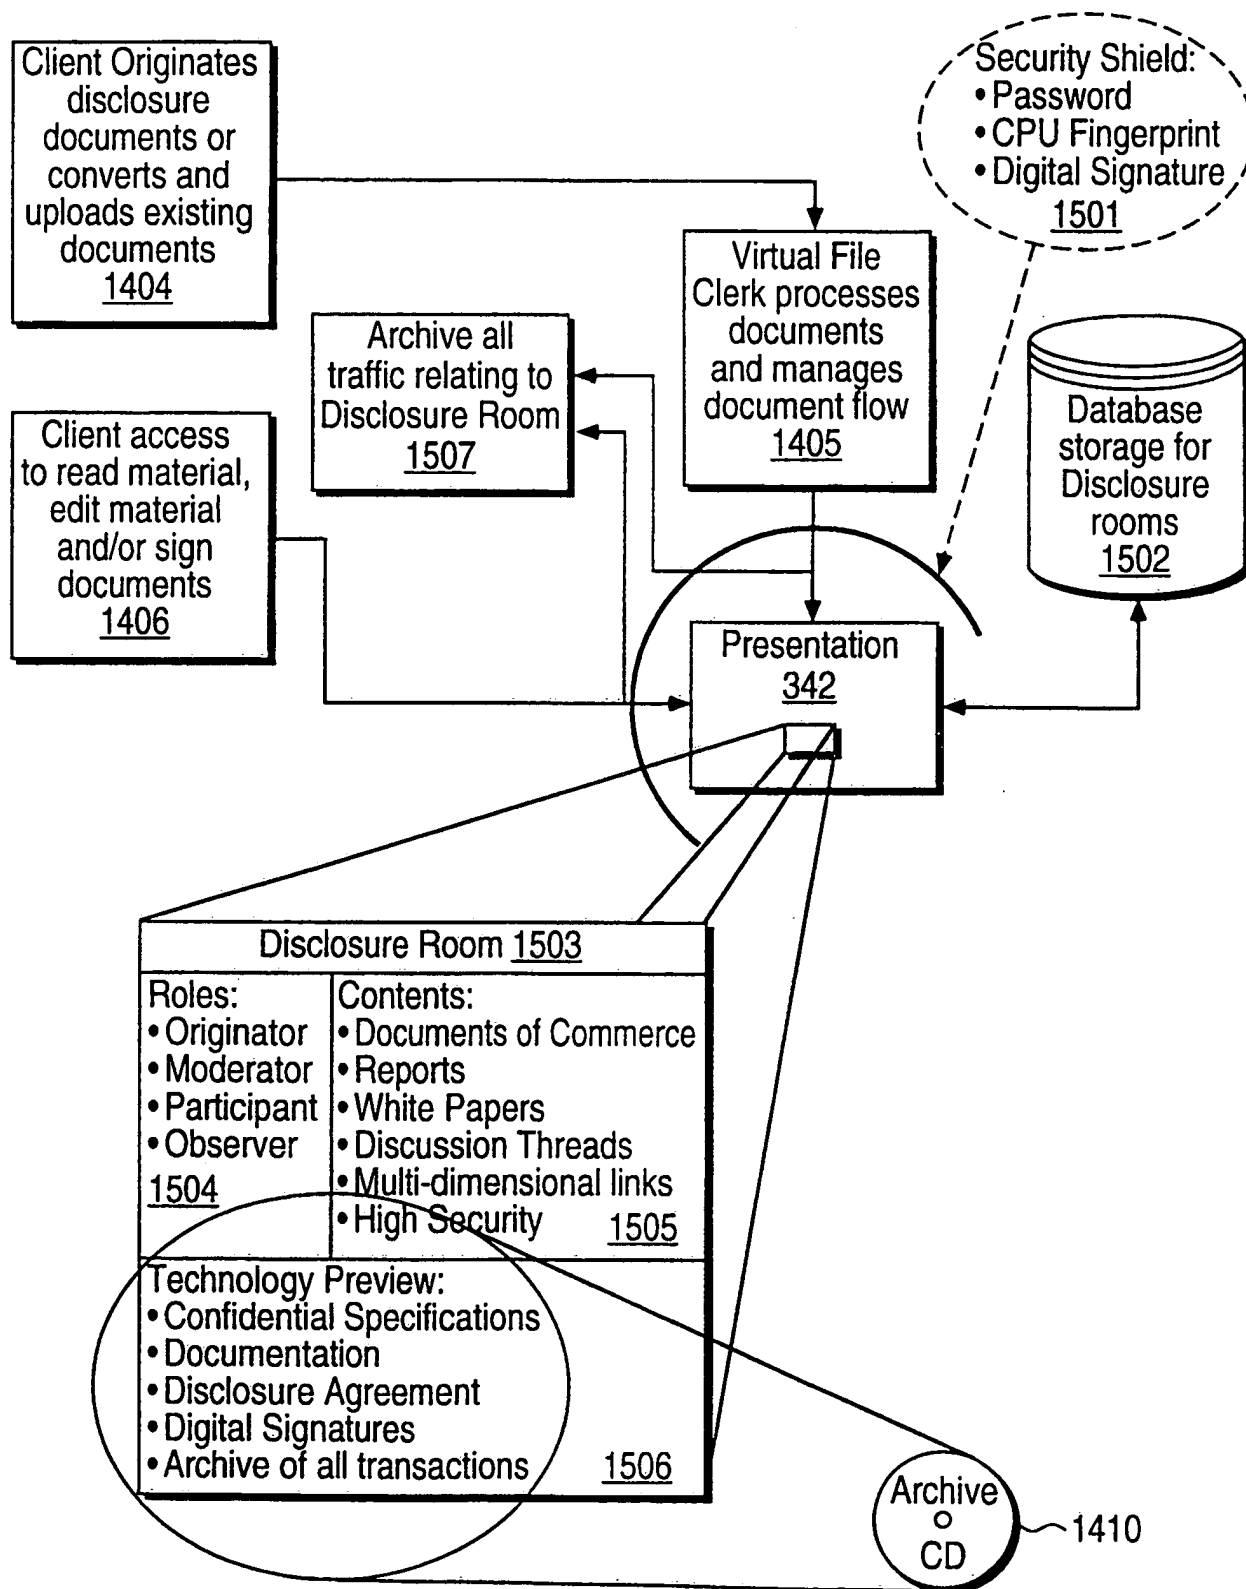 Client Originates
disclosure
documents or
converts and
uploads existing
documents
1404
Security Shield:
• Password
• CPU Fingerprint
• Digital Signature
1501
Virtual File
Clerk processes
documents
and manages
document flow
1405
Archive all
traffic relating to
Disclosure Room
1507
Database
storage for
Disclosure
rooms
1502
Client access
to read material,
edit material
and/or sign
documents
1406
Presentation
342
Disclosure Room 1503
Roles:
• Originator
• Moderator
• Participant
• Observer
1504
Contents:
• Documents of Commerce
• Reports
• White Papers
• Discussion Threads
• Multi-dimensional links
• High Security 1505
Technology Preview:
• Confidential Specifications
• Documentation
• Disclosure Agreement
• Digital Signatures
• Archive of all transactions 1506
Archive
CD
1410